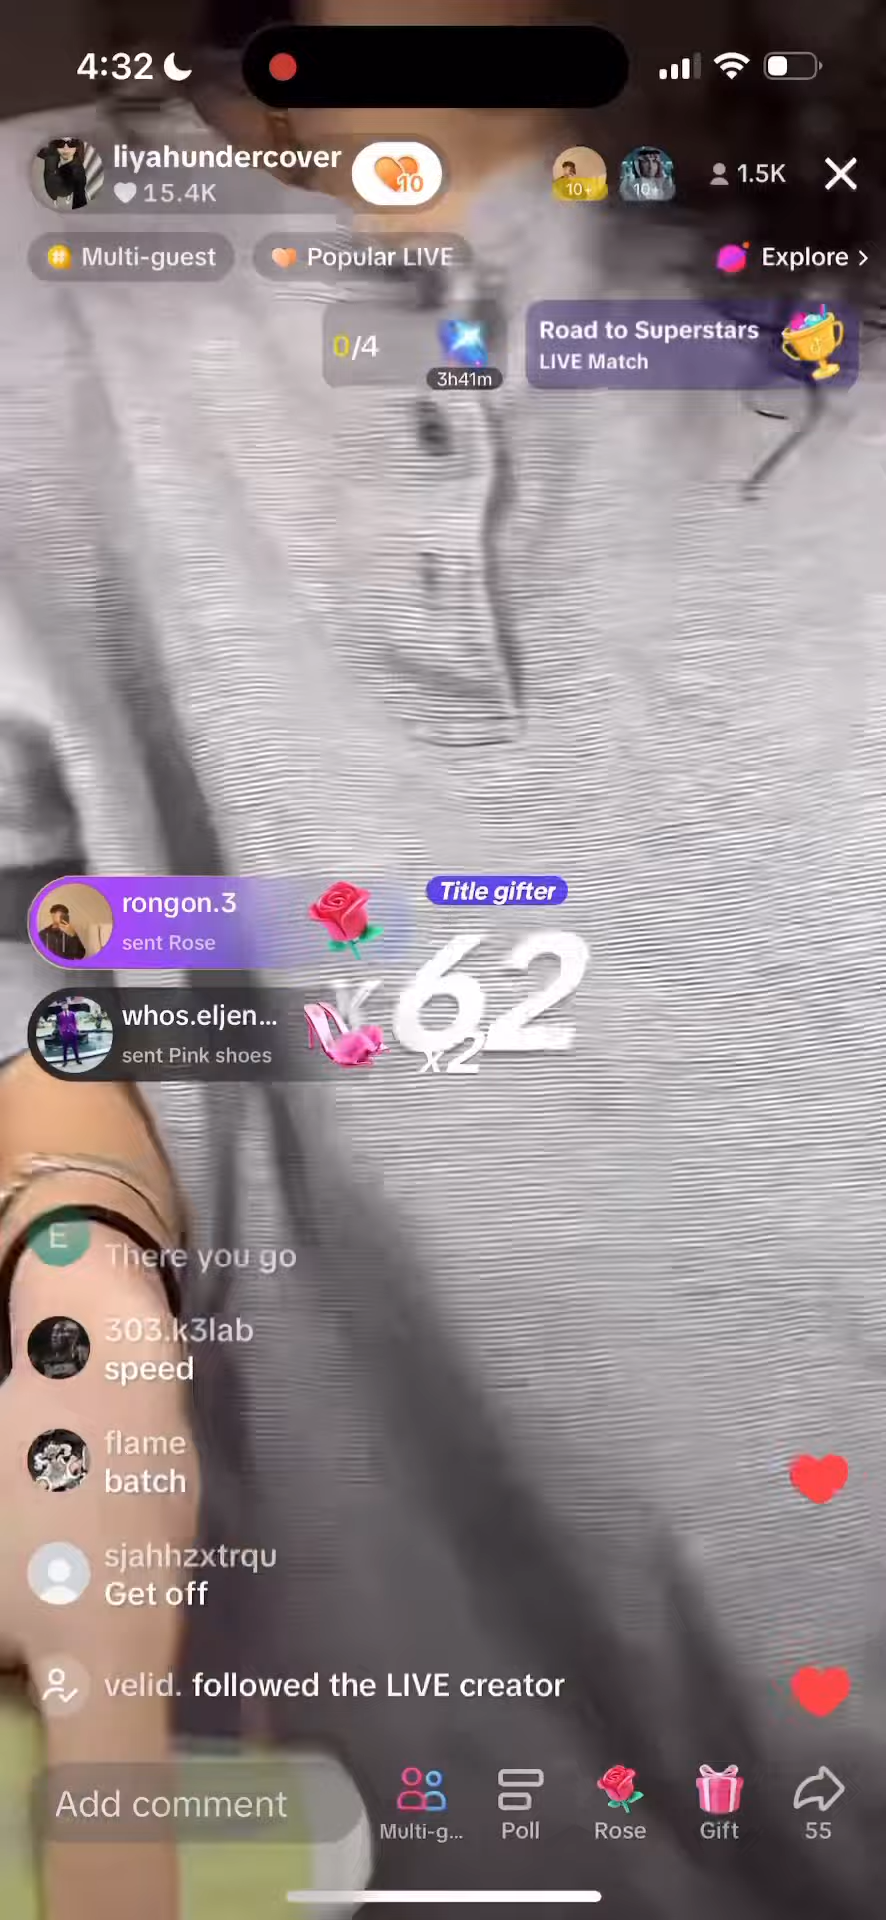 4:32
liyahundercover
15.4K
10
10+
10+
1.5K
Multi-guest
Popular LIVE
Explore >
0/4
3h41m
Road to Superstars
LIVE Match
Title gifter
rongon.3
sent Rose
x62
whos.eljen...
sent Pink shoes
x2
E
There you go
303.k3lab
speed
flame
batch
sjahhzxtrqu
Get off
velid. followed the LIVE creator
Add comment
Multi-g...
Poll
Rose
Gift
55